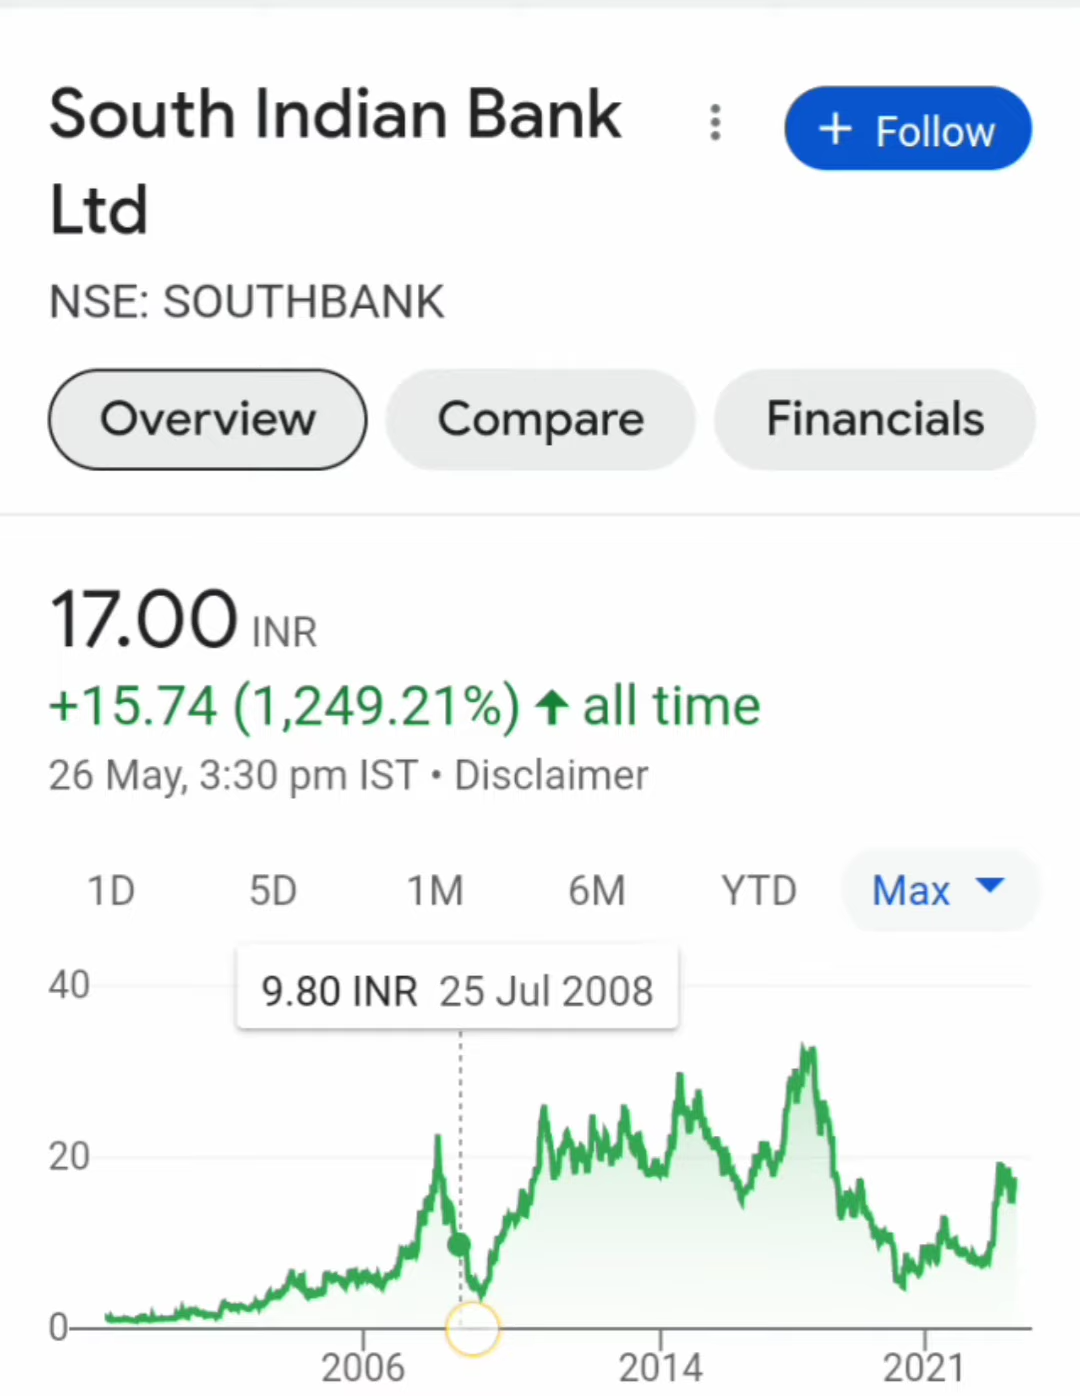 South Indian Bank
Ltd
+ Follow
NSE: SOUTHBANK
Overview Compare Financials
17.00 INR
+15.74 (1,249.21%) ↑ all time
26 May, 3:30 pm IST • Disclaimer
1D 5D 1M 6M YTD Max
9.80 INR 25 Jul 2008
40
20
0
2006 2014 2021